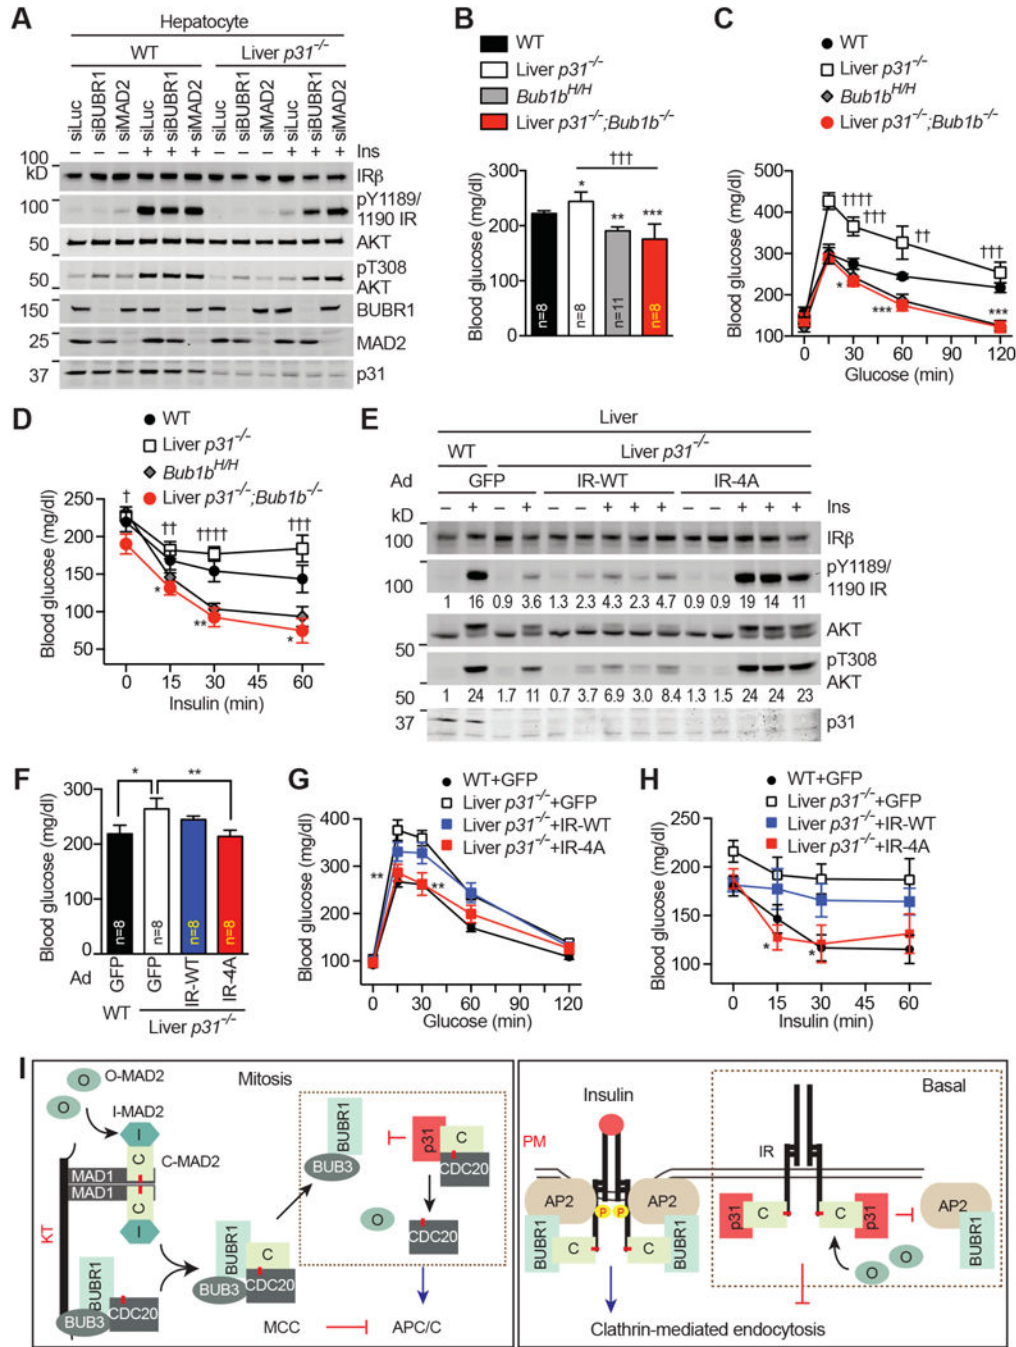 A
Hepatocyte
WT Liver p31-/-
siLuc siBUBR1 siMAD2 siLuc siBUBR1 siMAD2 siLuc siBUBR1 siMAD2 siLuc siBUBR1 siMAD2
− − − + + + − − − + + + Ins
100 kD IRβ
100 pY1189/1190 IR
50 AKT
50 pT308 AKT
150 BUBR1
25 MAD2
37 p31
B
WT
Liver p31-/-
Bub1bH/H
Liver p31-/-;Bub1b-/-
Blood glucose (mg/dl)
300
200
100
0
†††
* ** ***
n=8 n=8 n=11 n=8
C
WT
Liver p31-/-
Bub1bH/H
Liver p31-/-;Bub1b-/-
Blood glucose (mg/dl)
500
400
300
200
100
†††† ††† †† †††
* *** ***
0 30 60 90 120
Glucose (min)
D
WT
Liver p31-/-
Bub1bH/H
Liver p31-/-;Bub1b-/-
Blood glucose (mg/dl)
250
200
150
100
50
† †† †††† †††
* ** *
0 15 30 45 60
Insulin (min)
E
Liver
WT Liver p31-/-
Ad GFP IR-WT IR-4A
kD − + − + − − + + + − − + + + Ins
100 IRβ
100 pY1189/1190 IR
1 16 0.9 3.6 1.3 2.3 4.3 2.3 4.7 0.9 0.9 19 14 11
50 AKT
50 pT308 AKT
1 24 1.7 11 0.7 3.7 6.9 3.0 8.4 1.3 1.5 24 24 23
37 p31
F
Blood glucose (mg/dl)
300
200
100
0
* **
n=8 n=8 n=8 n=8
Ad GFP GFP IR-WT IR-4A
WT Liver p31-/-
G
WT+GFP
Liver p31-/-+GFP
Liver p31-/-+IR-WT
Liver p31-/-+IR-4A
Blood glucose (mg/dl)
400
300
200
100
** **
0 30 60 90 120
Glucose (min)
H
WT+GFP
Liver p31-/-+GFP
Liver p31-/-+IR-WT
Liver p31-/-+IR-4A
Blood glucose (mg/dl)
250
200
150
100
* *
0 15 30 45 60
Insulin (min)
I
O O-MAD2 Mitosis
O
I-MAD2
I
C C-MAD2
MAD1
MAD1
C
I
KT
BUBR1
BUB3 CDC20
BUBR1 C
BUB3 CDC20
BUBR1
BUB3
p31 C
CDC20
O
CDC20
MCC APC/C
Insulin Basal
PM IR
AP2 AP2 AP2
P P
BUBR1 C C BUBR1
p31 C C p31 BUBR1
O O
Clathrin-mediated endocytosis